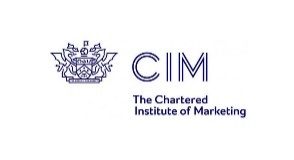 CIM
The Chartered
Institute of Marketing